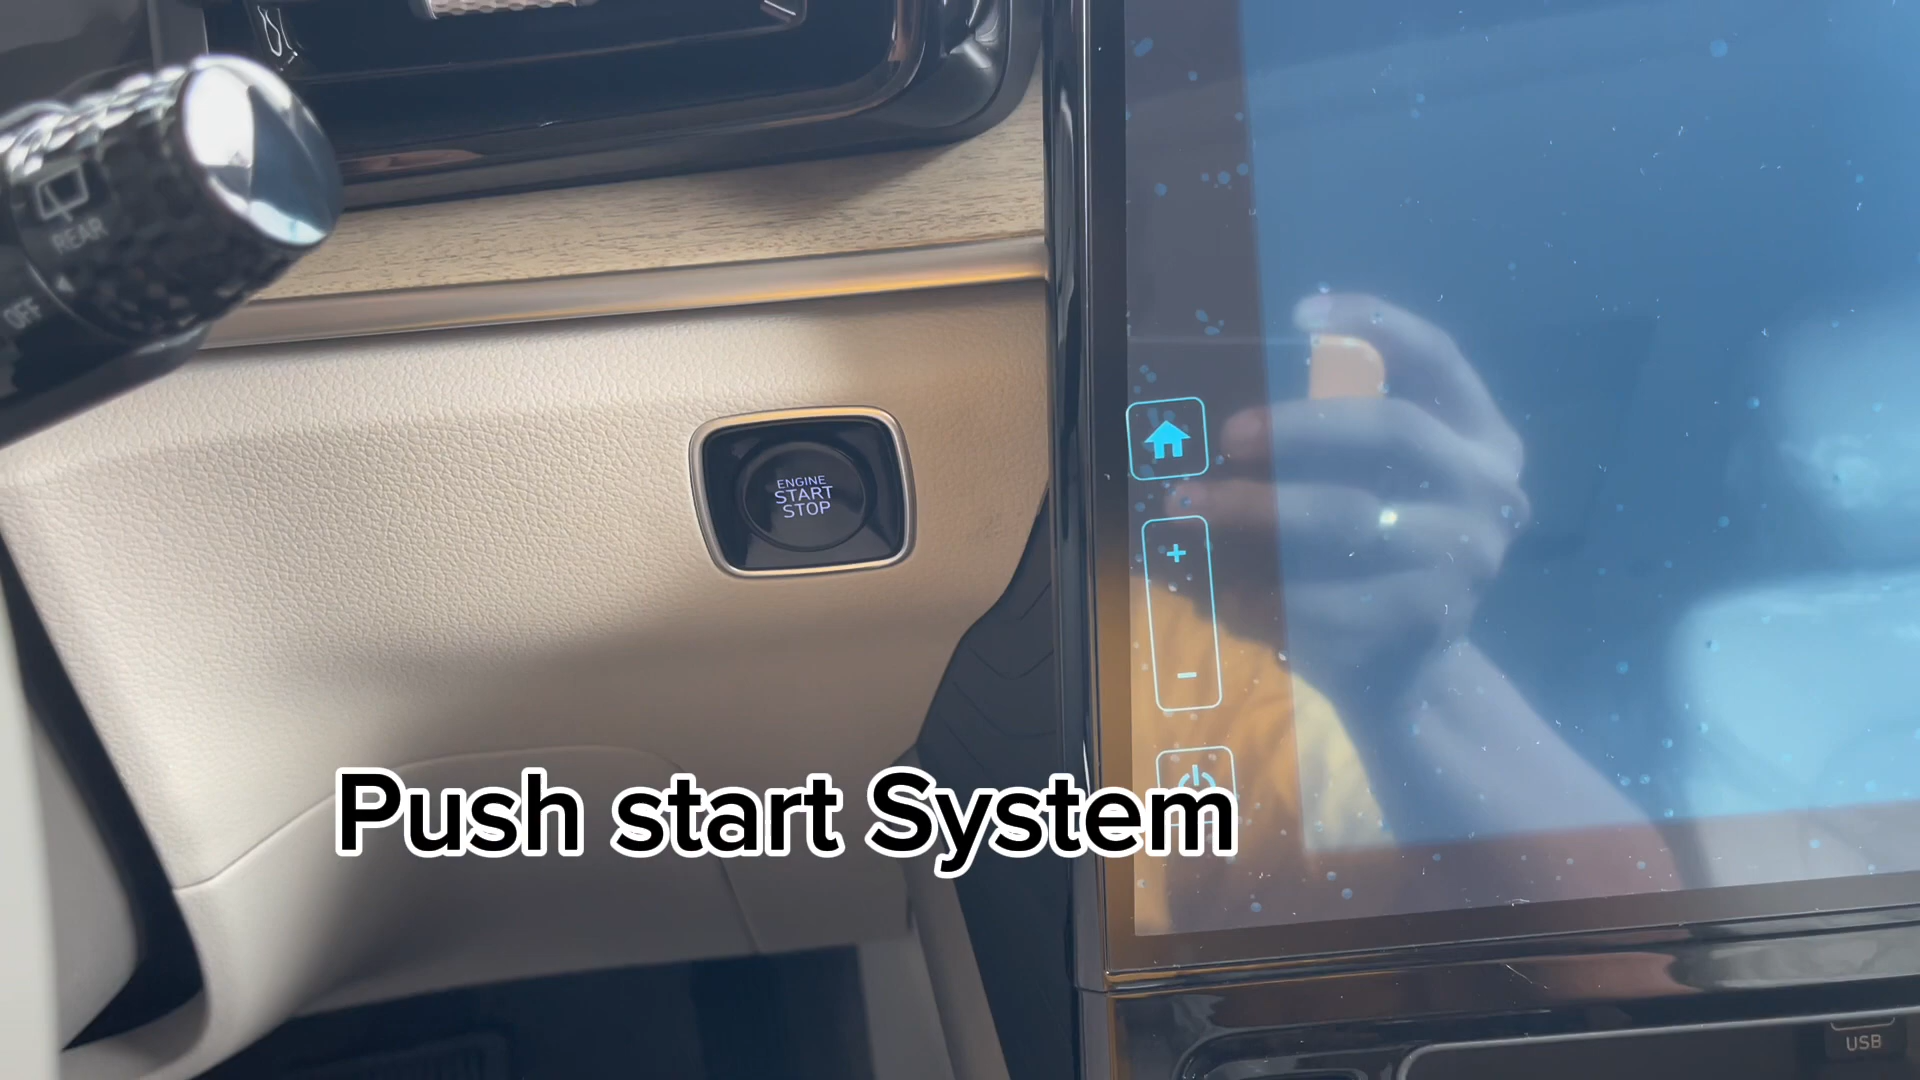 REAR
OFF
ENGINE
START
STOP
+
-
Push start System
USB